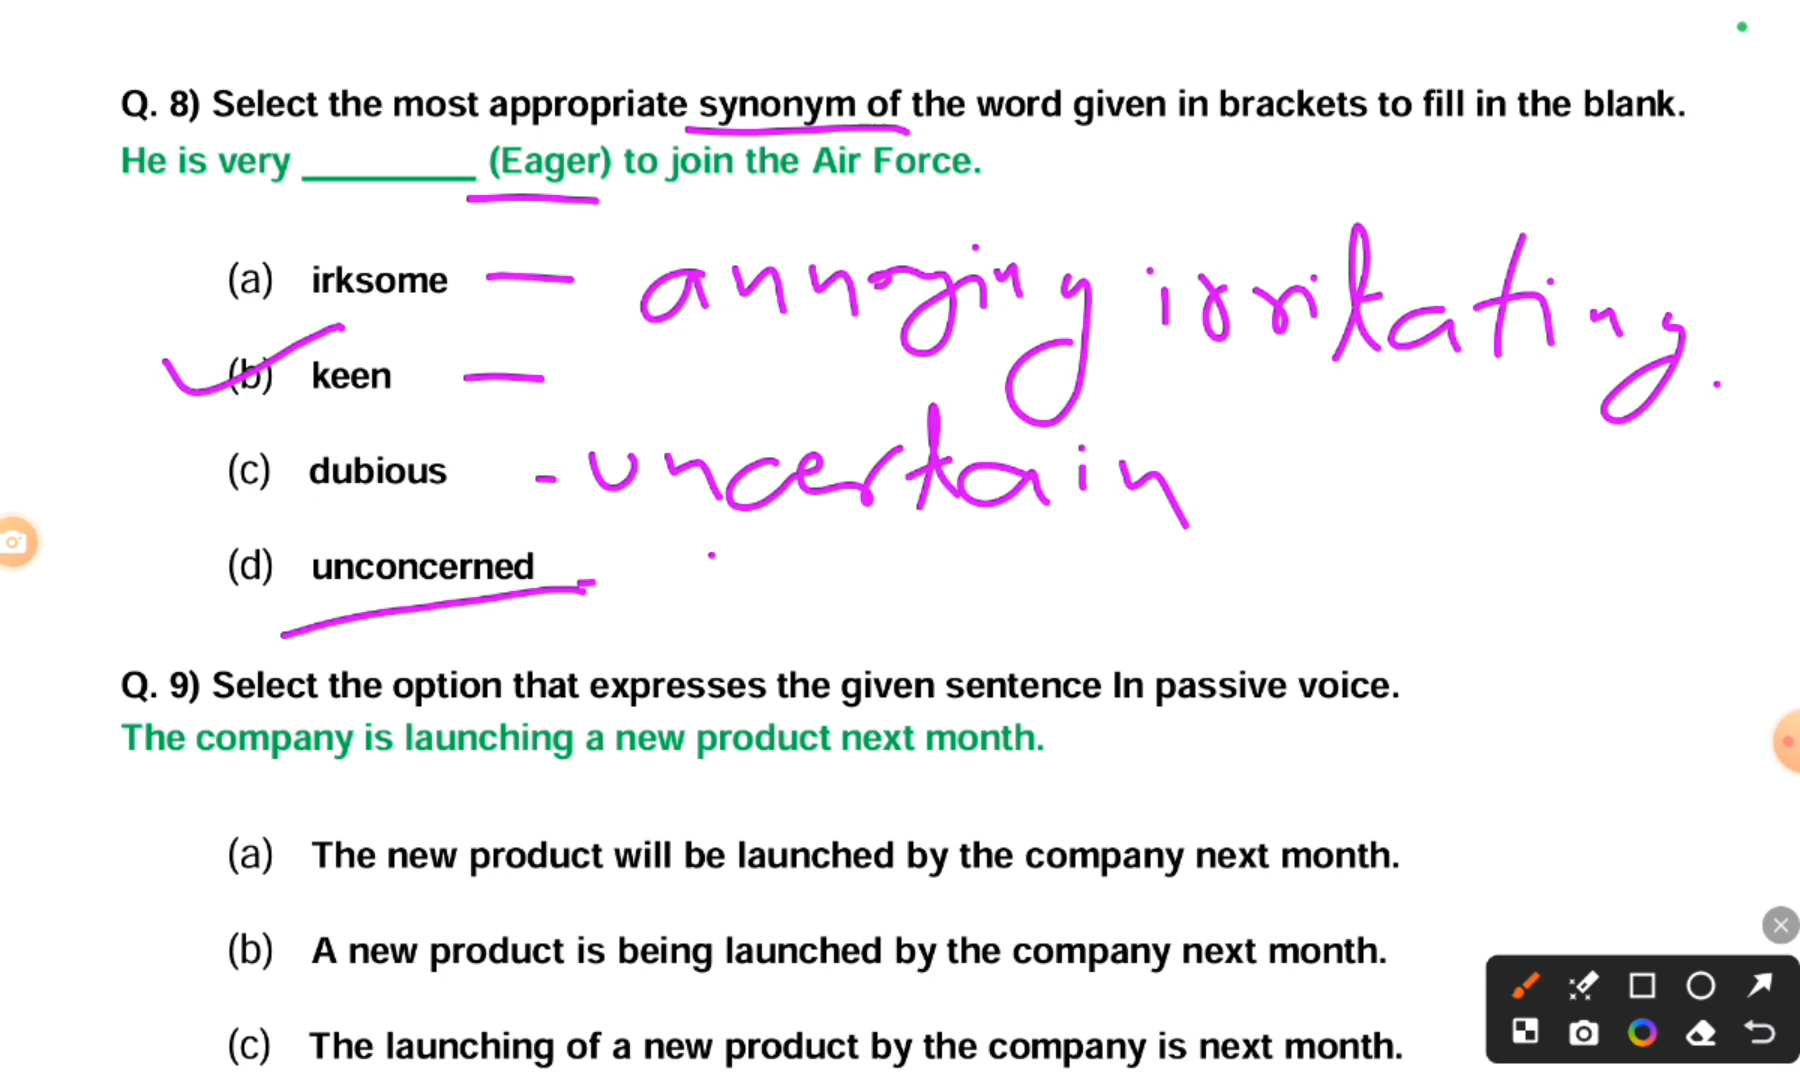 Q. 8) Select the most appropriate synonym of the word given in brackets to fill in the blank.
He is very ________ (Eager) to join the Air Force.
(a) irksome — annoying irritating.
(b) keen —
(c) dubious - uncertain
(d) unconcerned -
Q. 9) Select the option that expresses the given sentence In passive voice.
The company is launching a new product next month.
(a) The new product will be launched by the company next month.
(b) A new product is being launched by the company next month.
(c) The launching of a new product by the company is next month.